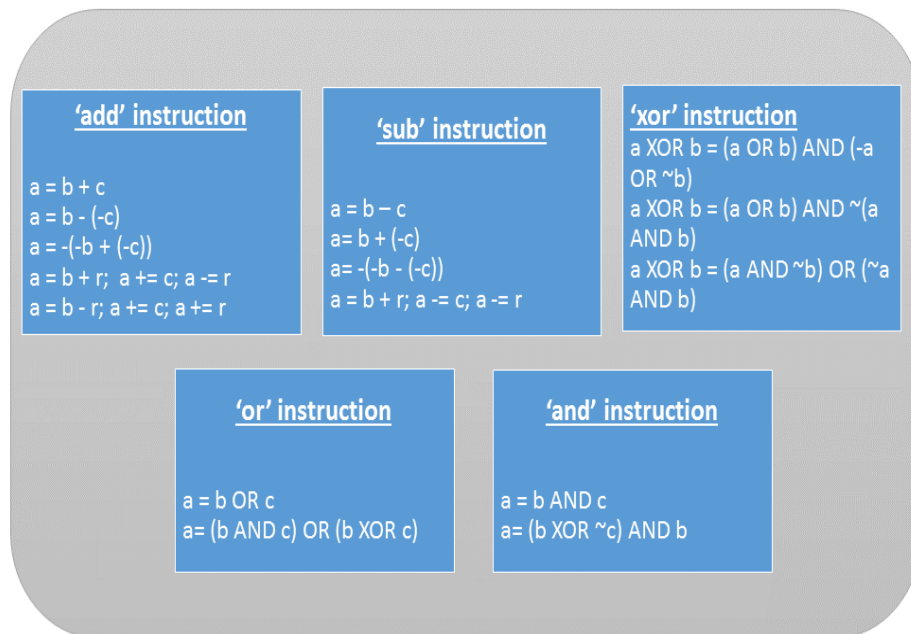 ‘add’ instruction
a = b + c
a = b - (-c)
a = -(-b + (-c))
a = b + r; a += c; a -= r
a = b - r; a += c; a += r
‘sub’ instruction
a = b – c
a= b + (-c)
a= -(-b - (-c))
a = b + r; a -= c; a -= r
‘xor’ instruction
a XOR b = (a OR b) AND (-a
OR ~b)
a XOR b = (a OR b) AND ~(a
AND b)
a XOR b = (a AND ~b) OR (~a
AND b)
‘or’ instruction
a = b OR c
a= (b AND c) OR (b XOR c)
‘and’ instruction
a = b AND c
a= (b XOR ~c) AND b